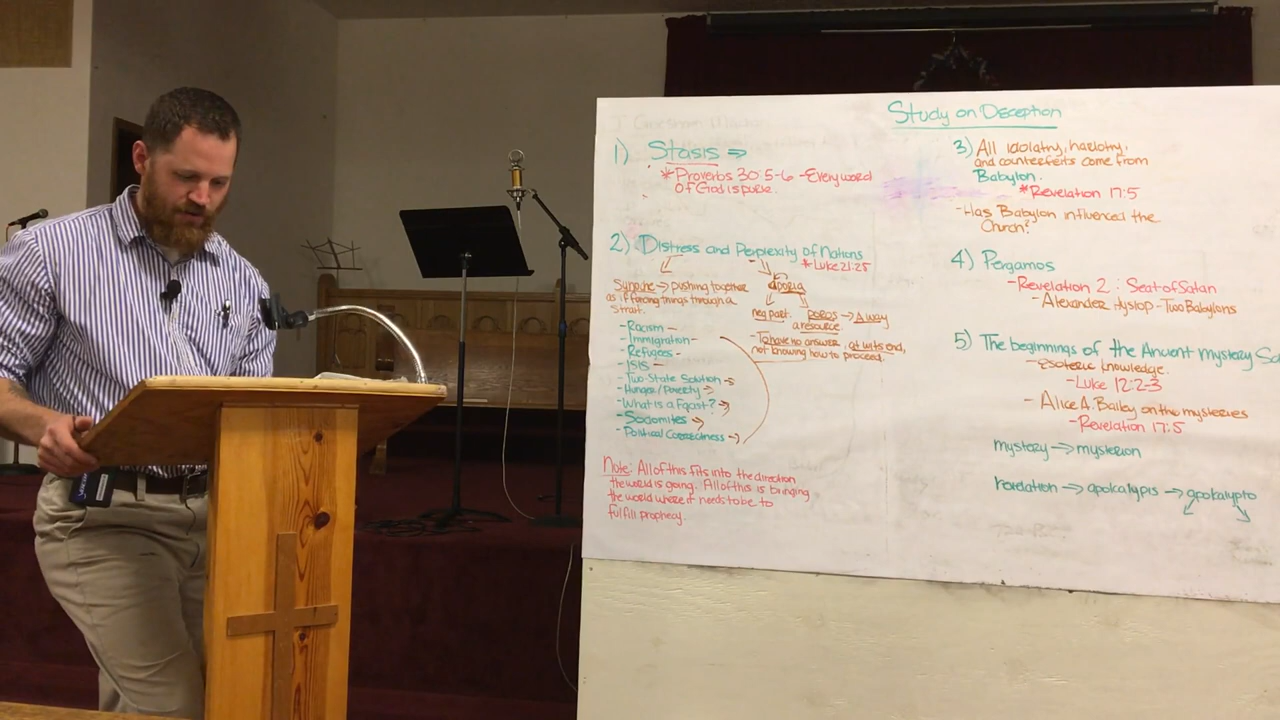 Study on Deception
1) Stasis ⇒
*Proverbs 30:5-6 - Every word
of God is pure.
2) Distress and Perplexity of Nations
*Luke 21:25
Synoche → pushing together
as if forcing things through a
strait.
- Racism -
- Immigration -
- Refugees -
- ISIS -
- Two-State Solution →
- Hunger/Poverty →
- What is a Fast? →
- Sodomites →
- Political Correctness →
aporia
neg part. poros → A way
a resource
- To have no answer, at wits end,
not knowing how to proceed.
Note: All of this fits into the direction
the world is going. All of this is bringing
the world where it needs to be to
fulfill prophecy.
3) All idolatry, harlotry,
and counterfeits come from
Babylon.
*Revelation 17:5
- Has Babylon influenced the
Church?
4) Pergamos
- Revelation 2: Seat of Satan
- Alexander Hyslop - Two Babylons
5) The beginnings of the Ancient Mystery
- Esoteric knowledge.
- Luke 12:2-3
- Alice A. Bailey on the mysteries
- Revelation 17:5
mystery → mysterion
revelation → apokalypis → apokalypto